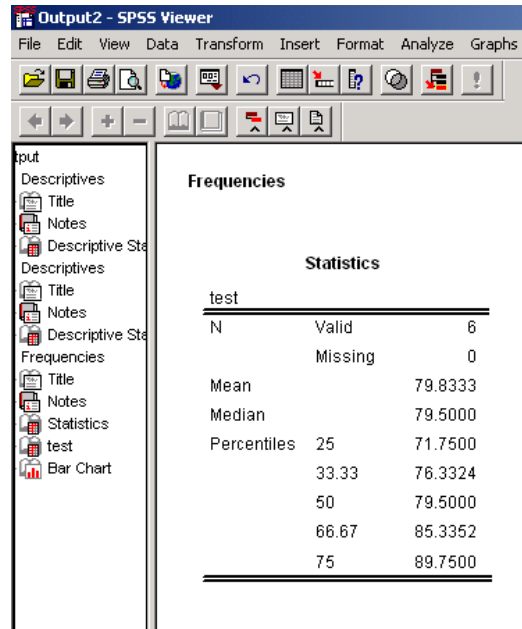 Output2 - SPSS Viewer
File Edit View Data Transform Insert Format Analyze Graphs
tput
Descriptives
Title
Notes
Descriptive Sta
Descriptives
Title
Notes
Descriptive Sta
Frequencies
Title
Notes
Statistics
test
Bar Chart
Frequencies
Statistics
test
N Valid 6
Missing 0
Mean 79.8333
Median 79.5000
Percentiles 25 71.7500
33.33 76.3324
50 79.5000
66.67 85.3352
75 89.7500